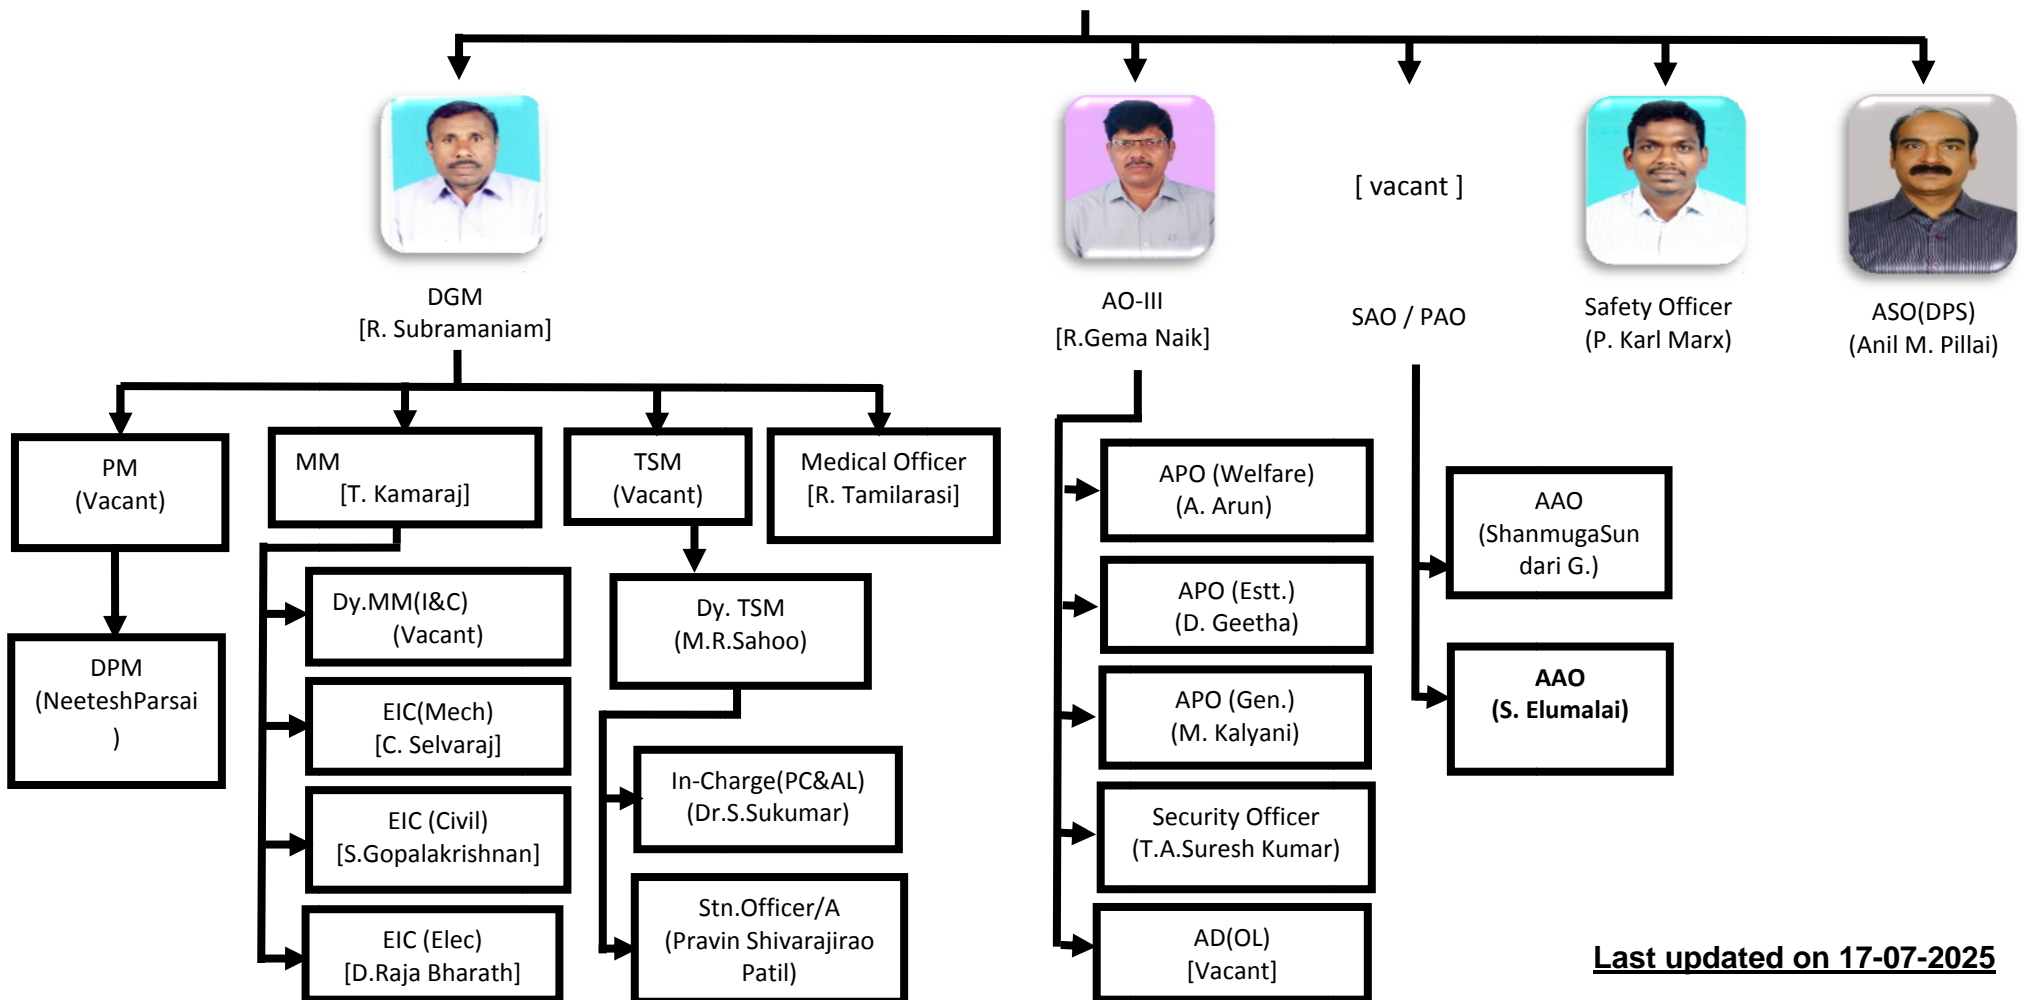 DGM
[R. Subramaniam]
AO-III
[R.Gema Naik]
[ vacant ]
SAO / PAO
Safety Officer
(P. Karl Marx)
ASO(DPS)
(Anil M. Pillai)
PM
(Vacant)
MM
[T. Kamaraj]
TSM
(Vacant)
Medical Officer
[R. Tamilarasi]
DPM
(NeeteshParsai
)
Dy.MM(I&C)
(Vacant)
EIC(Mech)
[C. Selvaraj]
EIC (Civil)
[S.Gopalakrishnan]
EIC (Elec)
[D.Raja Bharath]
Dy. TSM
(M.R.Sahoo)
In-Charge(PC&AL)
(Dr.S.Sukumar)
Stn.Officer/A
(Pravin Shivarajirao
Patil)
APO (Welfare)
(A. Arun)
APO (Estt.)
(D. Geetha)
APO (Gen.)
(M. Kalyani)
Security Officer
(T.A.Suresh Kumar)
AD(OL)
[Vacant]
AAO
(ShanmugaSun
dari G.)
AAO
(S. Elumalai)
Last updated on 17-07-2025